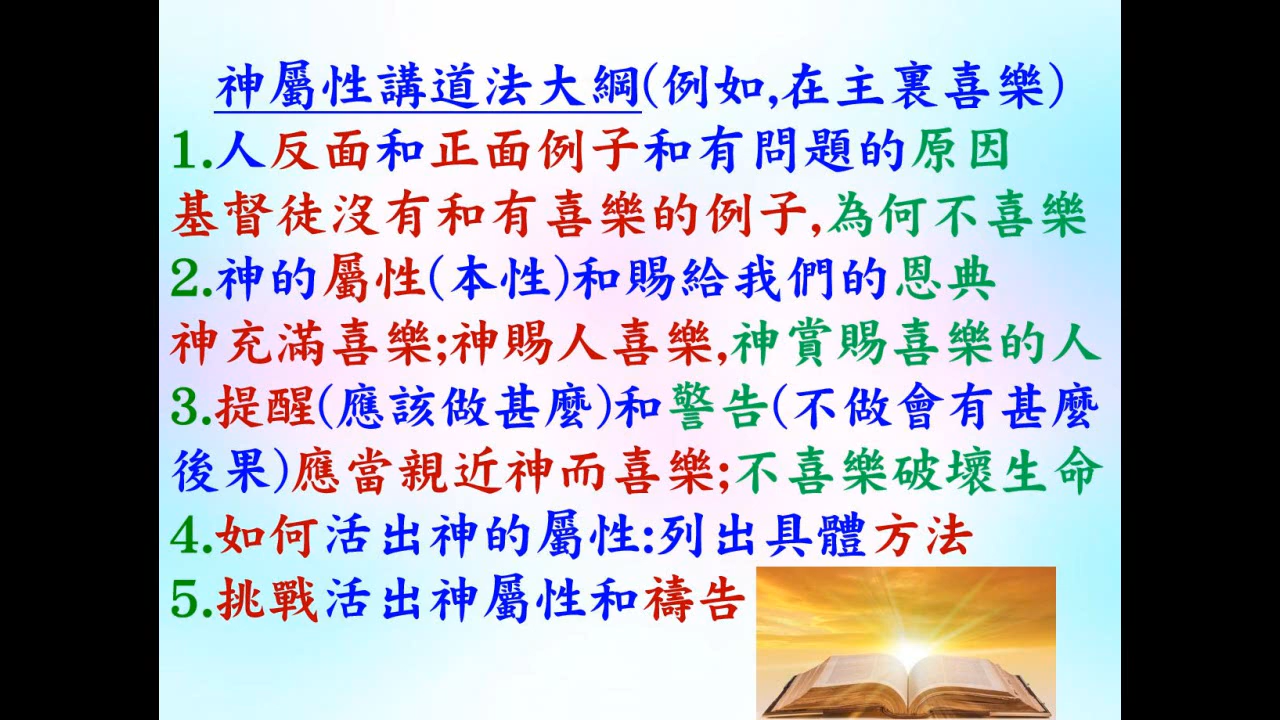 神屬性講道法大綱(例如,在主裏喜樂)
1.人反面和正面例子和有問題的原因
基督徒沒有和有喜樂的例子,為何不喜樂
2.神的屬性(本性)和賜給我們的恩典
神充滿喜樂;神賜人喜樂,神賞賜喜樂的人
3.提醒(應該做甚麼)和警告(不做會有甚麼
後果)應當親近神而喜樂;不喜樂破壞生命
4.如何活出神的屬性:列出具體方法
5.挑戰活出神屬性和禱告